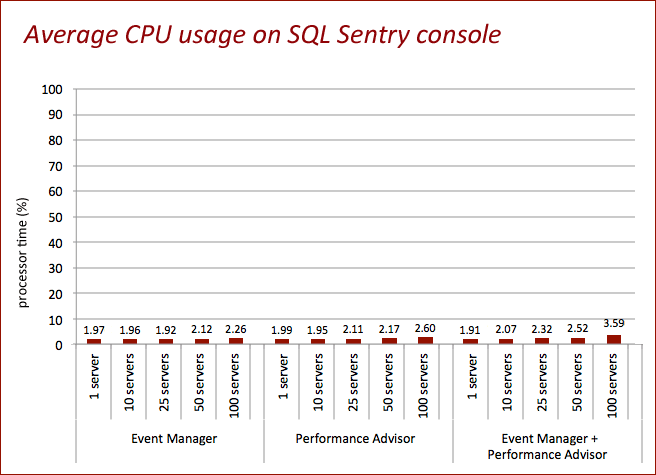 Average CPU usage on SQL Sentry console
processor time (%)
100
90
80
70
60
50
40
30
20
10
0
1.97 1.96 1.92 2.12 2.26 1.99 1.95 2.11 2.17 2.60 1.91 2.07 2.32 2.52 3.59
1 server
10 servers
25 servers
50 servers
100 servers
1 server
10 servers
25 servers
50 servers
100 servers
1 server
10 servers
25 servers
50 servers
100 servers
Event Manager
Performance Advisor
Event Manager +
Performance Advisor